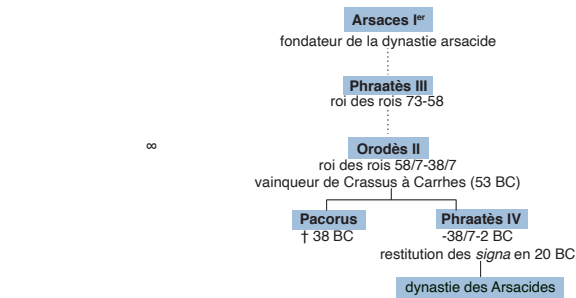 Arsaces Iᵉʳ
fondateur de la dynastie arsacide
Phraatès III
roi des rois 73-58
∞
Orodès II
roi des rois 58/7-38/7
vainqueur de Crassus à Carrhes (53 BC)
Pacorus
† 38 BC
Phraatès IV
-38/7-2 BC
restitution des signa en 20 BC
dynastie des Arsacides